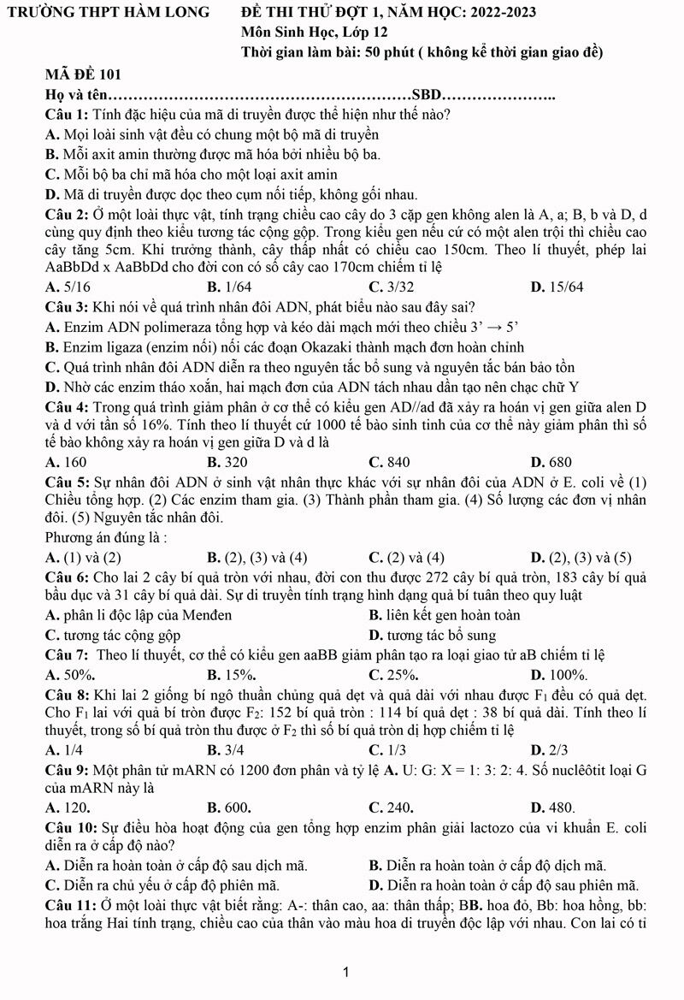 TRƯỜNG THPT HÀM LONG ĐỀ THI THỬ ĐỢT 1, NĂM HỌC: 2022-2023
Môn Sinh Học, Lớp 12
Thời gian làm bài: 50 phút ( không kể thời gian giao đề)
MÃ ĐỀ 101
Họ và tên……………………………………………………SBD…………………..
Câu 1: Tính đặc hiệu của mã di truyền được thể hiện như thế nào?
A. Mọi loài sinh vật đều có chung một bộ mã di truyền
B. Mỗi axit amin thường được mã hóa bởi nhiều bộ ba.
C. Mỗi bộ ba chỉ mã hóa cho một loại axit amin
D. Mã di truyền được dọc theo cụm nối tiếp, không gối nhau.
Câu 2: Ở một loài thực vật, tính trạng chiều cao cây do 3 cặp gen không alen là A, a; B, b và D, d
cùng quy định theo kiểu tương tác cộng gộp. Trong kiểu gen nếu cứ có một alen trội thì chiều cao
cây tăng 5cm. Khi trưởng thành, cây thấp nhất có chiều cao 150cm. Theo lí thuyết, phép lai
AaBbDd x AaBbDd cho đời con có số cây cao 170cm chiếm tỉ lệ
A. 5/16 B. 1/64 C. 3/32 D. 15/64
Câu 3: Khi nói về quá trình nhân đôi ADN, phát biểu nào sau đây sai?
A. Enzim ADN polimeraza tổng hợp và kéo dài mạch mới theo chiều 3’ → 5’
B. Enzim ligaza (enzim nối) nối các đoạn Okazaki thành mạch đơn hoàn chỉnh
C. Quá trình nhân đôi ADN diễn ra theo nguyên tắc bổ sung và nguyên tắc bán bảo tồn
D. Nhờ các enzim tháo xoắn, hai mạch đơn của ADN tách nhau dần tạo nên chạc chữ Y
Câu 4: Trong quá trình giảm phân ở cơ thể có kiểu gen AD//ad đã xảy ra hoán vị gen giữa alen D
và d với tần số 16%. Tính theo lí thuyết cứ 1000 tế bào sinh tinh của cơ thể này giảm phân thì số
tế bào không xảy ra hoán vị gen giữa D và d là
A. 160 B. 320 C. 840 D. 680
Câu 5: Sự nhân đôi ADN ở sinh vật nhân thực khác với sự nhân đôi của ADN ở E. coli về (1)
Chiều tổng hợp. (2) Các enzim tham gia. (3) Thành phần tham gia. (4) Số lượng các đơn vị nhân
đôi. (5) Nguyên tắc nhân đôi.
Phương án đúng là :
A. (1) và (2) B. (2), (3) và (4) C. (2) và (4) D. (2), (3) và (5)
Câu 6: Cho lai 2 cây bí quả tròn với nhau, đời con thu được 272 cây bí quả tròn, 183 cây bí quả
bầu dục và 31 cây bí quả dài. Sự di truyền tính trạng hình dạng quả bí tuân theo quy luật
A. phân li độc lập của Menđen B. liên kết gen hoàn toàn
C. tương tác cộng gộp D. tương tác bổ sung
Câu 7: Theo lí thuyết, cơ thể có kiểu gen aaBB giảm phân tạo ra loại giao tử aB chiếm tỉ lệ
A. 50%. B. 15%. C. 25%. D. 100%.
Câu 8: Khi lai 2 giống bí ngô thuần chủng quả dẹt và quả dài với nhau được F1 đều có quả dẹt.
Cho F1 lai với quả bí tròn được F2: 152 bí quả tròn : 114 bí quả dẹt : 38 bí quả dài. Tính theo lí
thuyết, trong số bí quả tròn thu được ở F2 thì số bí quả tròn dị hợp chiếm tỉ lệ
A. 1/4 B. 3/4 C. 1/3 D. 2/3
Câu 9: Một phân tử mARN có 1200 đơn phân và tỷ lệ A. U: G: X = 1: 3: 2: 4. Số nuclêôtit loại G
của mARN này là
A. 120. B. 600. C. 240. D. 480.
Câu 10: Sự điều hòa hoạt động của gen tổng hợp enzim phân giải lactozo của vi khuẩn E. coli
diễn ra ở cấp độ nào?
A. Diễn ra hoàn toàn ở cấp độ sau dịch mã. B. Diễn ra hoàn toàn ở cấp độ dịch mã.
C. Diễn ra chủ yếu ở cấp độ phiên mã. D. Diễn ra hoàn toàn ở cấp độ sau phiên mã.
Câu 11: Ở một loài thực vật biết rằng: A-: thân cao, aa: thân thấp; BB. hoa đỏ, Bb: hoa hồng, bb:
hoa trắng Hai tính trạng, chiều cao của thân vào màu hoa di truyền độc lập với nhau. Con lai có tỉ
1